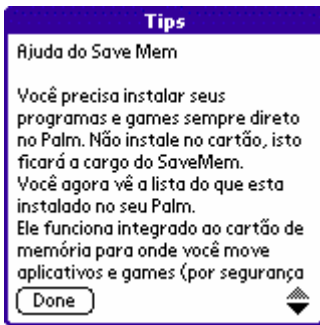 Tips
Ajuda do Save Mem
Você precisa instalar seus
programas e games sempre direto
no Palm. Não instale no cartão, isto
ficará a cargo do SaveMem.
Você agora vê a lista do que esta
instalado no seu Palm.
Ele funciona integrado ao cartão de
memória para onde você move
aplicativos e games (por segurança
Done